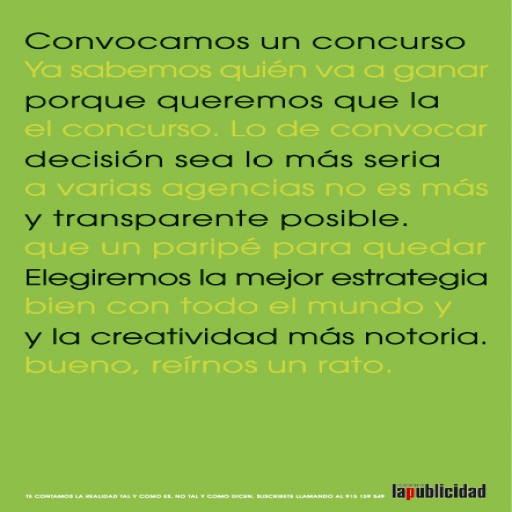 Convocamos un concurso
Ya sabemos quién va a ganar
porque queremos que la
el concurso. Lo de convocar
decisión sea lo más seria
a varias agencias no es más
y transparente posible.
que un paripé para quedar
Elegiremos la mejor estrategia
bien con todo el mundo y
y la creatividad más notoria.
bueno, reírnos un rato.
TE CONTAMOS LA REALIDAD TAL Y COMO ES, NO TAL Y COMO DICEN. SUSCRIBETE LLAMANDO AL 915 159 549
lapublicidad